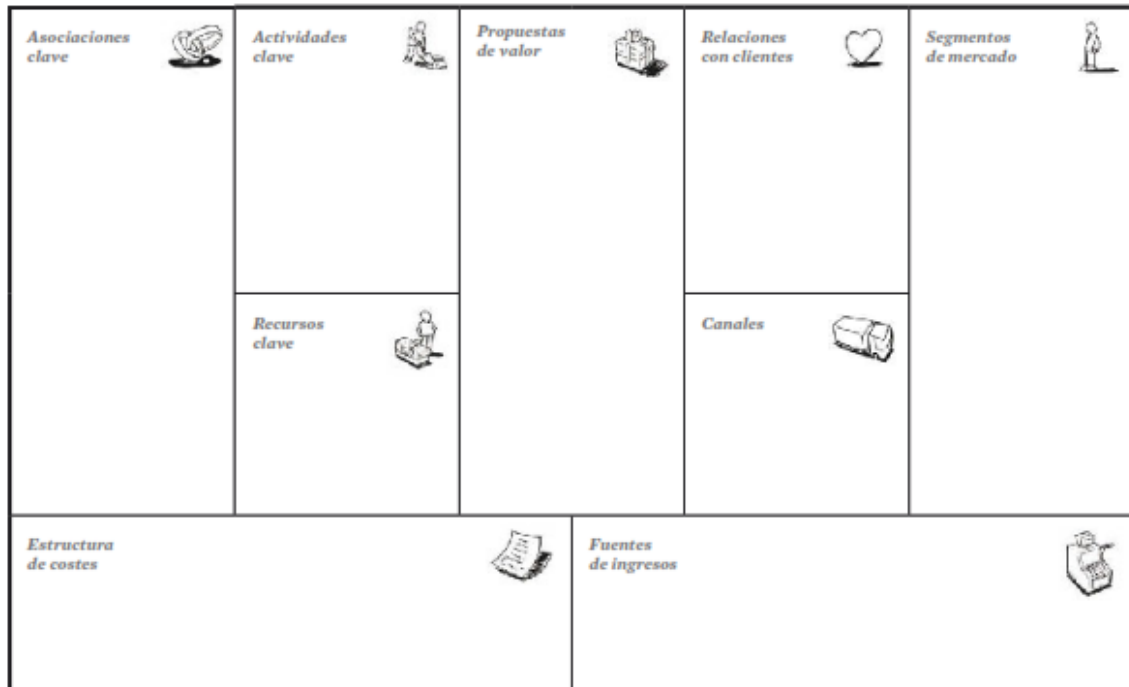 Asociaciones
clave
Actividades
clave
Propuestas
de valor
Relaciones
con clientes
Segmentos
de mercado
Recursos
clave
Canales
Estructura
de costes
Fuentes
de ingresos